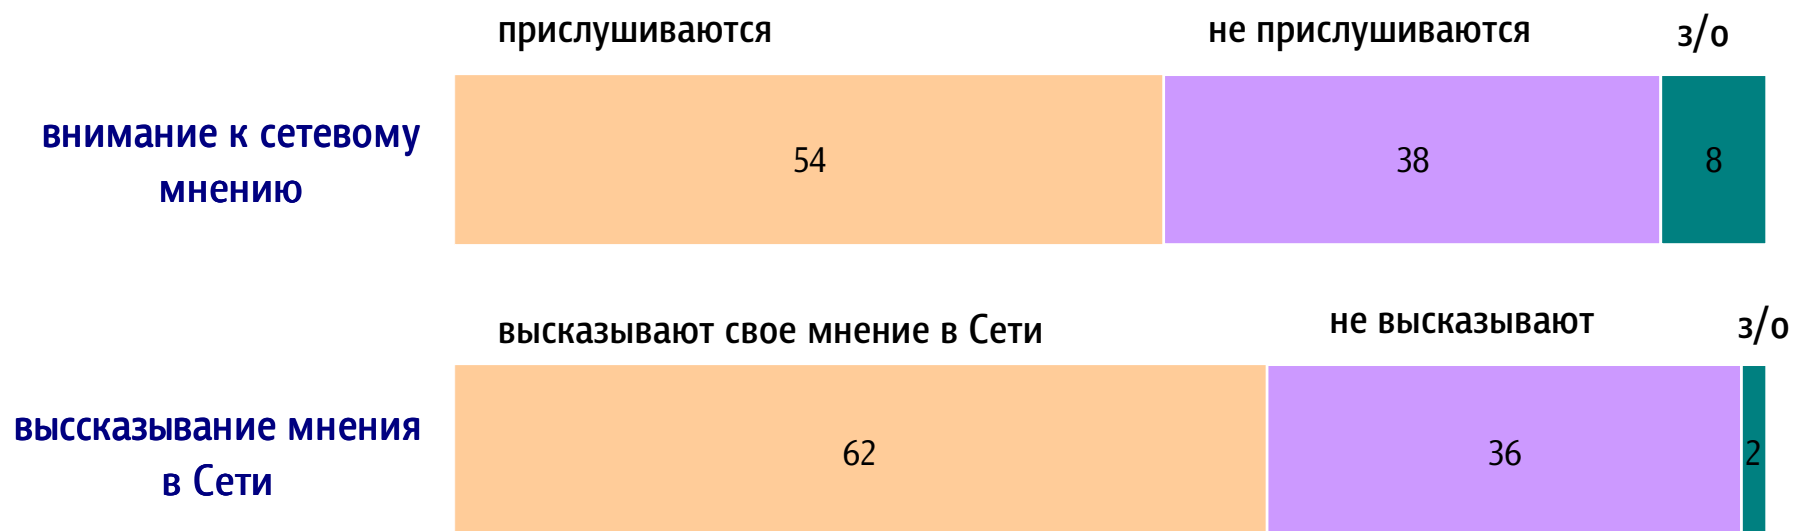 прислушиваются не прислушиваются з/о
внимание к сетевому
мнению
54 38 8
высказывают свое мнение в Сети не высказывают з/о
выссказывание мнения
в Сети
62 36 2